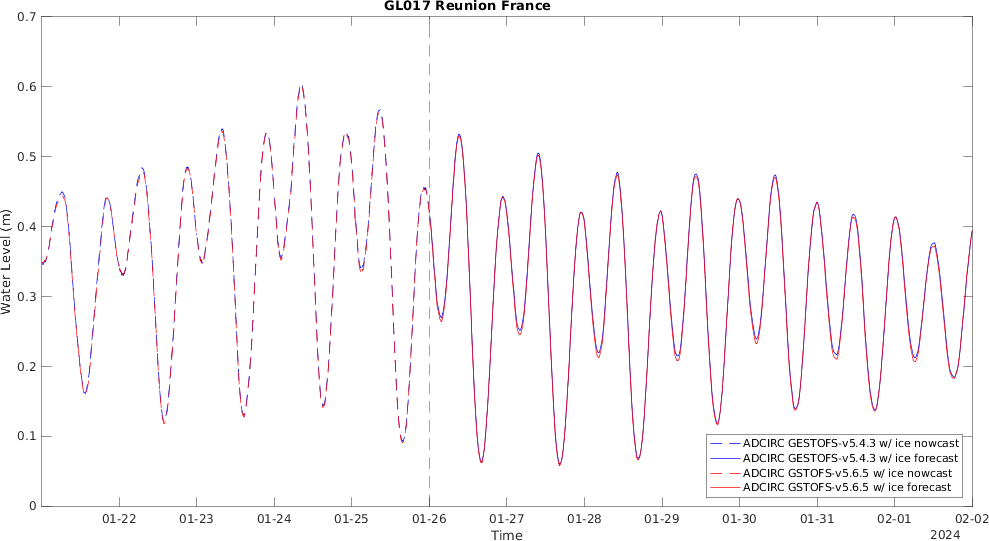 GL017 Reunion France
0.7
0.6
0.5
0.4
0.3
0.2
0.1
0
Water Level (m)
ADCIRC GESTOFS-v5.4.3 w/ ice nowcast
ADCIRC GESTOFS-v5.4.3 w/ ice forecast
ADCIRC GSTOFS-v5.6.5 w/ ice nowcast
ADCIRC GSTOFS-v5.6.5 w/ ice forecast
01-22 01-23 01-24 01-25 01-26 01-27 01-28 01-29 01-30 01-31 02-01 02-02
Time
2024